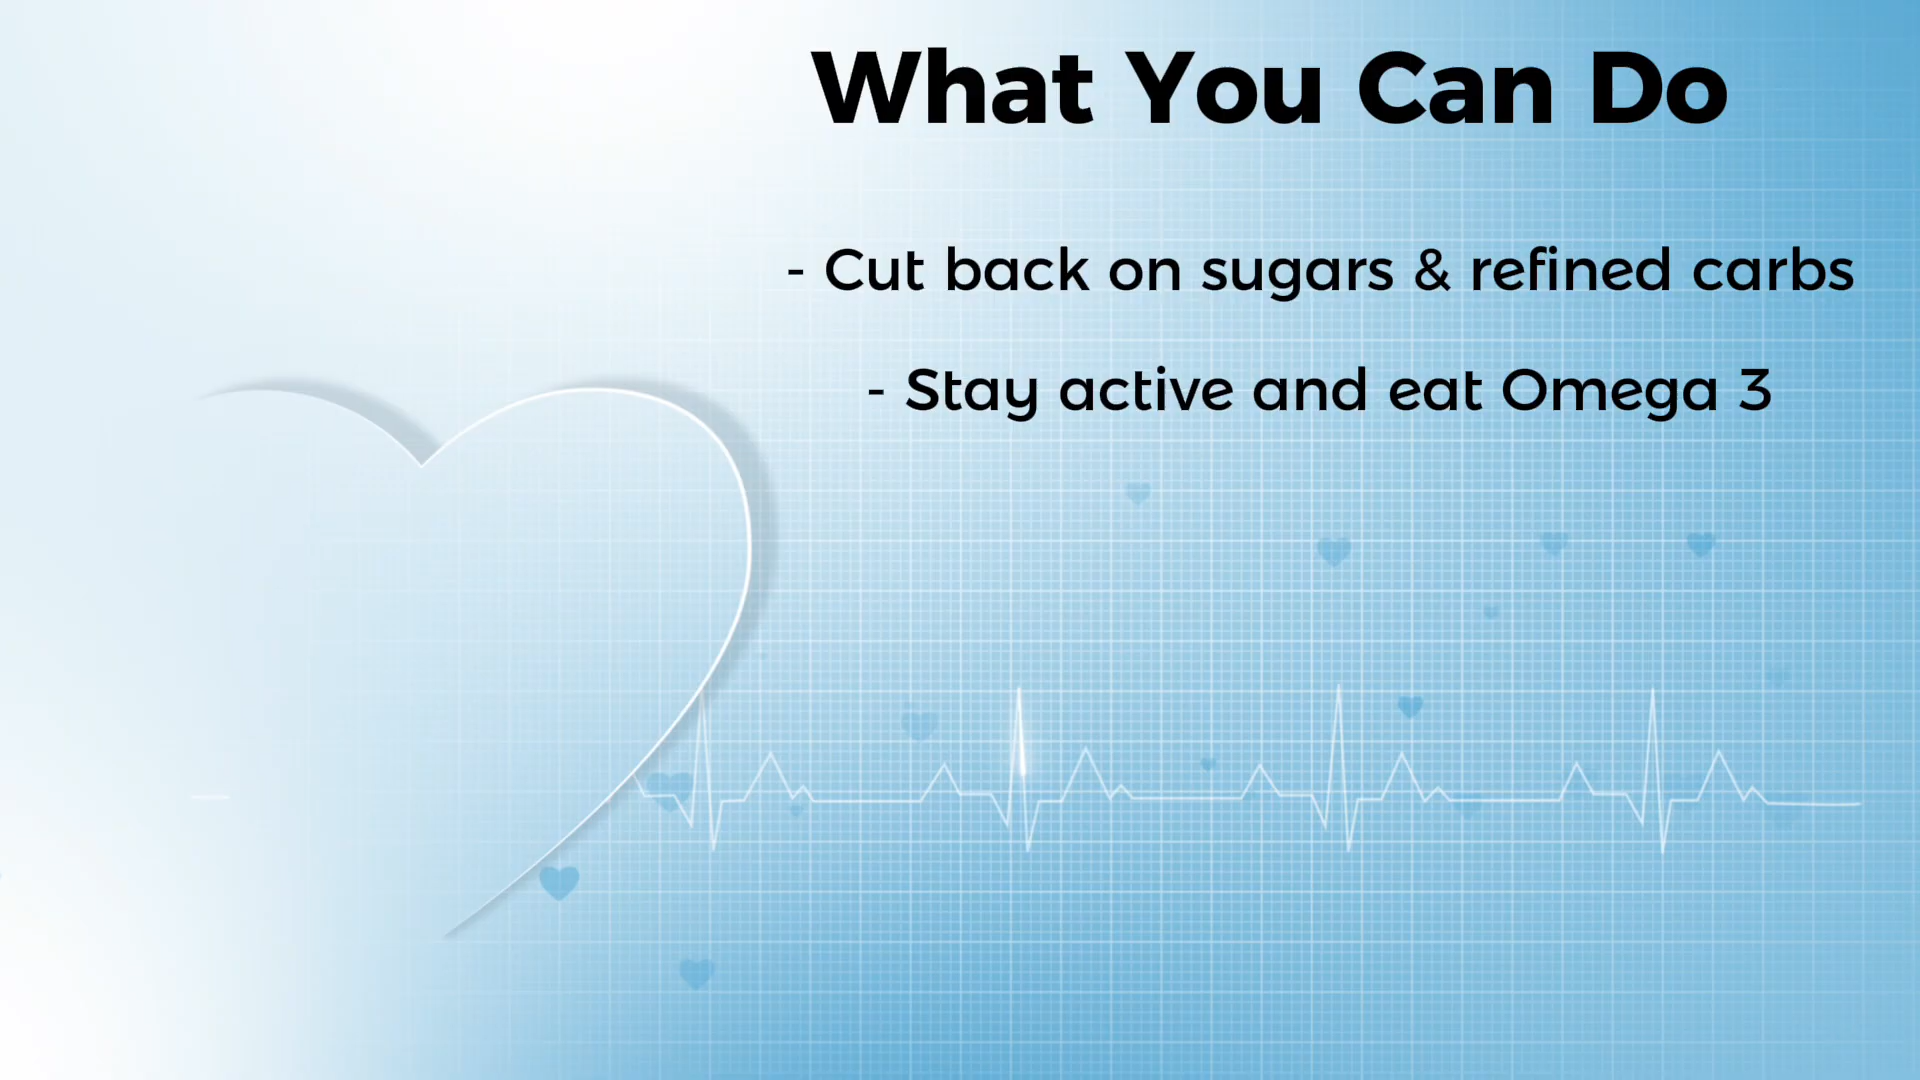 What You Can Do
- Cut back on sugars & refined carbs
- Stay active and eat Omega 3